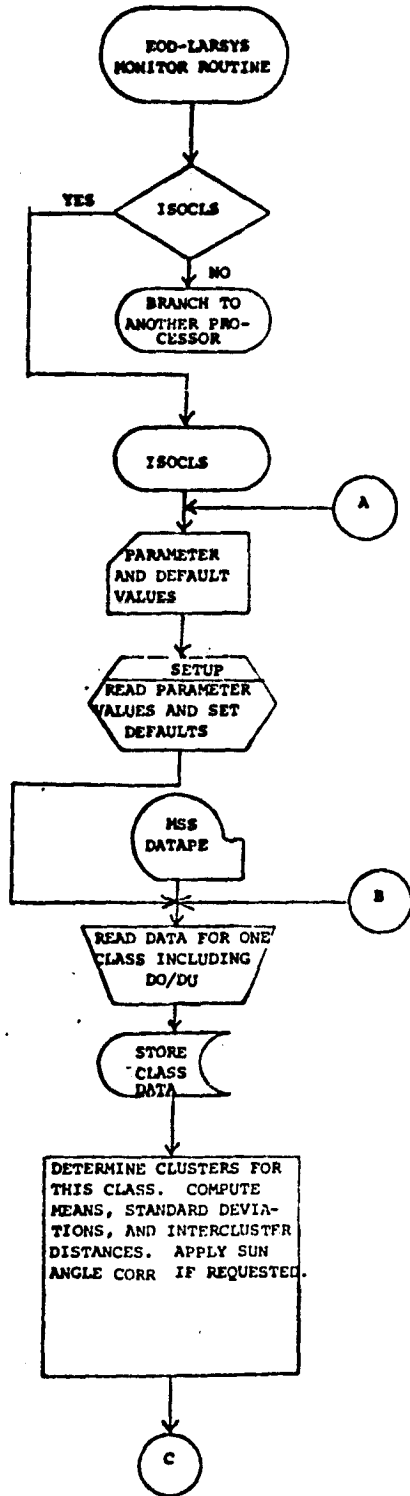 EOD-LARSYS
MONITOR ROUTINE
YES
ISOCLS
NO
BRANCH TO
ANOTHER PRO-
CESSOR
ISOCLS
A
PARAMETER
AND DEFAULT
VALUES
SETUP
READ PARAMETER
VALUES AND SET
DEFAULTS
MSS
DATAPE
B
READ DATA FOR ONE
CLASS INCLUDING
DO/DU
STORE
CLASS
DATA
DETERMINE CLUSTERS FOR
THIS CLASS. COMPUTE
MEANS, STANDARD DEVIA-
TIONS, AND INTERCLUSTER
DISTANCES. APPLY SUN
ANGLE CORR IF REQUESTED.
C